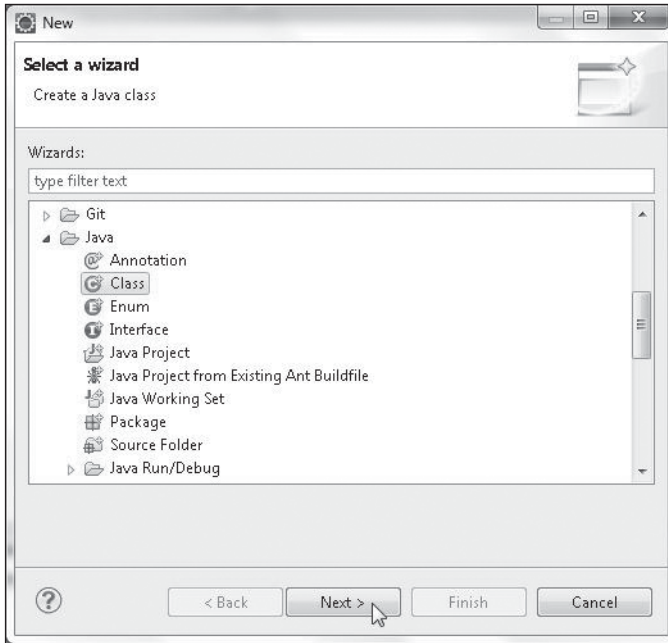 New
Select a wizard
Create a Java class
Wizards:
type filter text
Git
Java
Annotation
Class
Enum
Interface
Java Project
Java Project from Existing Ant Buildfile
Java Working Set
Package
Source Folder
Java Run/Debug
< Back Next > Finish Cancel